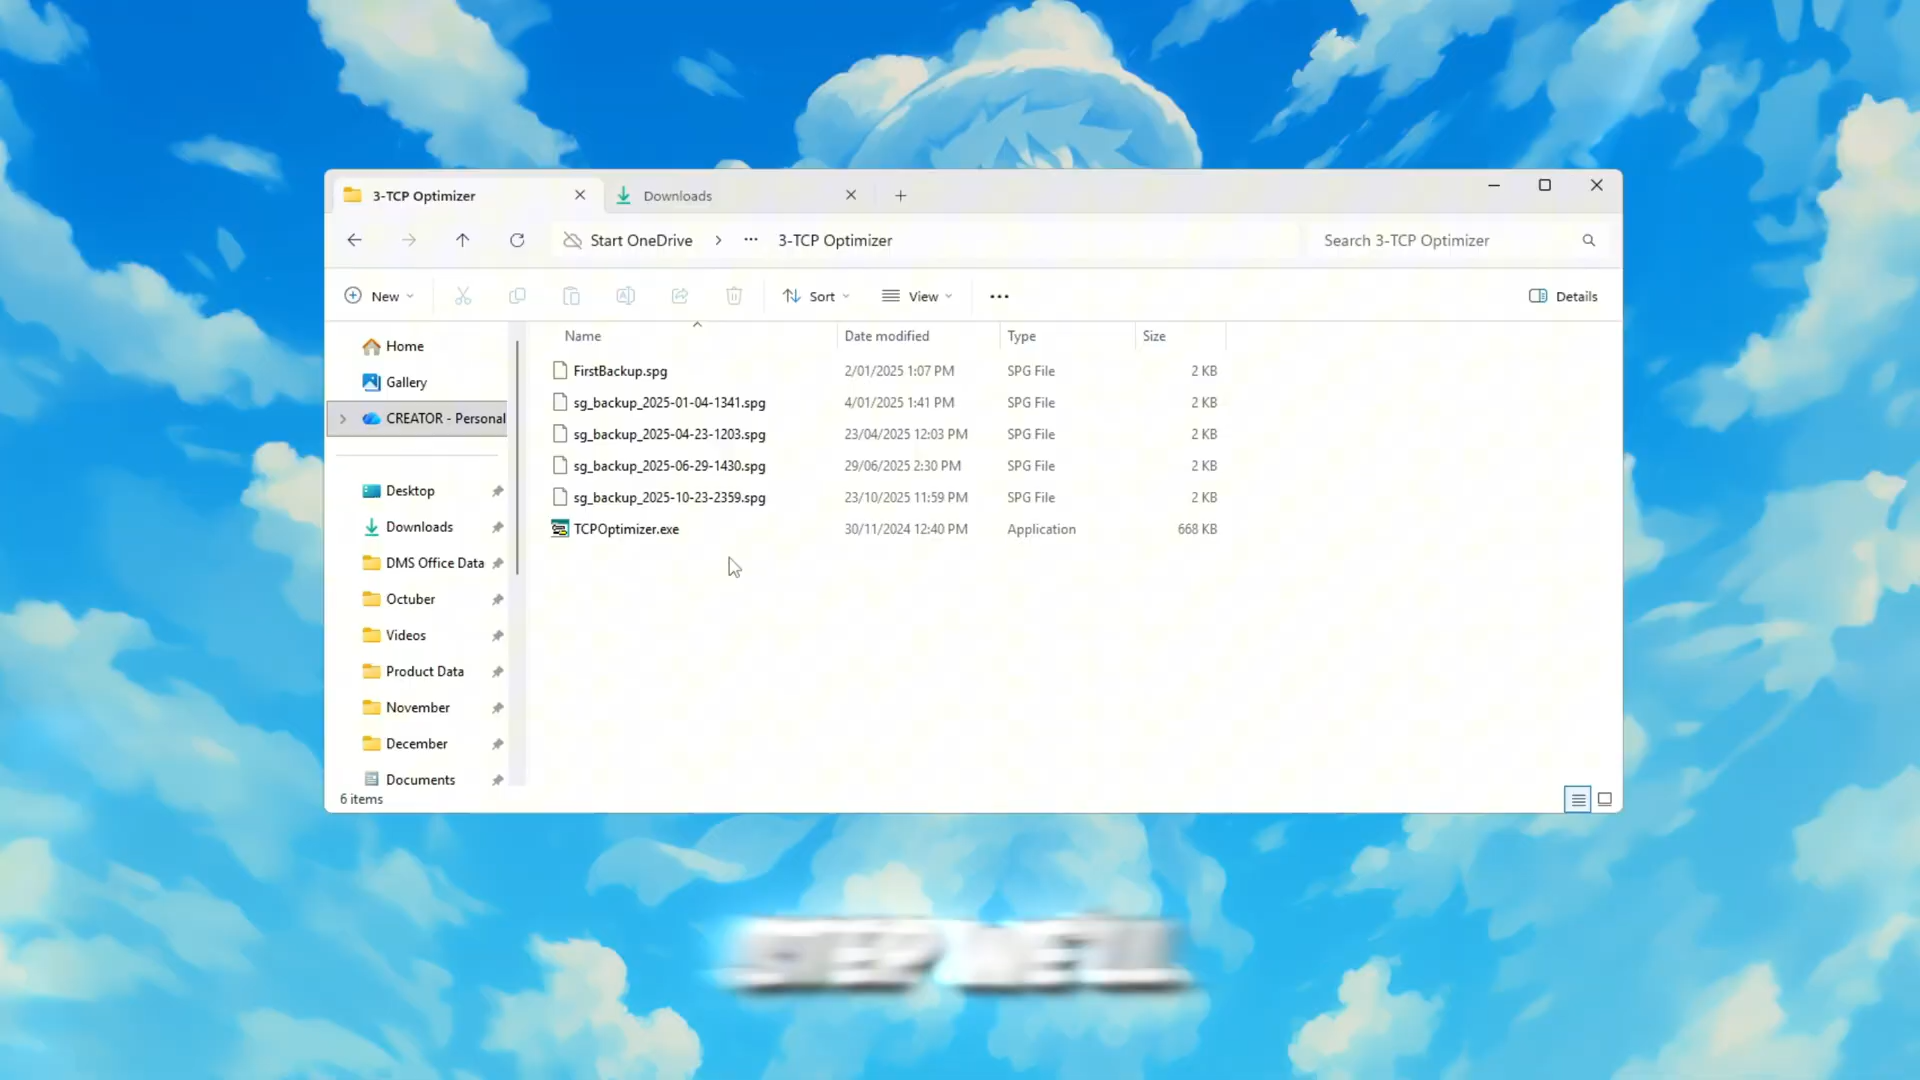 3-TCP Optimizer
Downloads
Start OneDrive
3-TCP Optimizer
Search 3-TCP Optimizer
New
Sort
View
Details
Home
Gallery
CREATOR - Personal
Desktop
Downloads
DMS Office Data
Octuber
Videos
Product Data
November
December
Documents
Name Date modified Type Size
FirstBackup.spg 2/01/2025 1:07 PM SPG File 2 KB
sg_backup_2025-01-04-1341.spg 4/01/2025 1:41 PM SPG File 2 KB
sg_backup_2025-04-23-1203.spg 23/04/2025 12:03 PM SPG File 2 KB
sg_backup_2025-06-29-1430.spg 29/06/2025 2:30 PM SPG File 2 KB
sg_backup_2025-10-23-2359.spg 23/10/2025 11:59 PM SPG File 2 KB
TCPOptimizer.exe 30/11/2024 12:40 PM Application 668 KB
6 items
STEP WE'LL